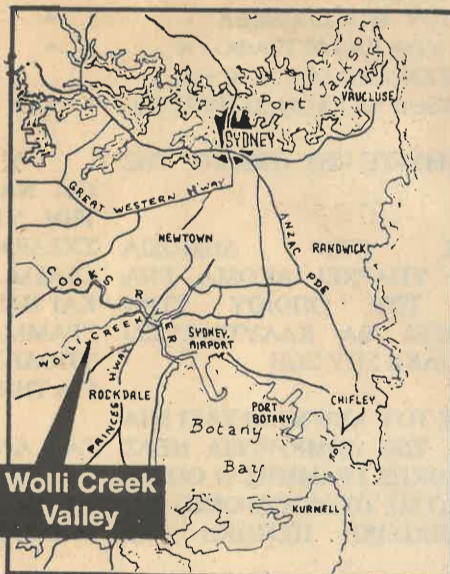 Port Jackson
VAUCLUSE
SYDNEY
GREAT WESTERN HWAY
ANZAC PDE
NEWTOWN
RANDWICK
COOKS RIVER
WOLLI CREEK
SYDNEY
AIRPORT
PRINCES HWAY
ROCKDALE
PORT
BOTANY
CHIFLEY
Botany
Bay
KURNELL
Wolli Creek
Valley